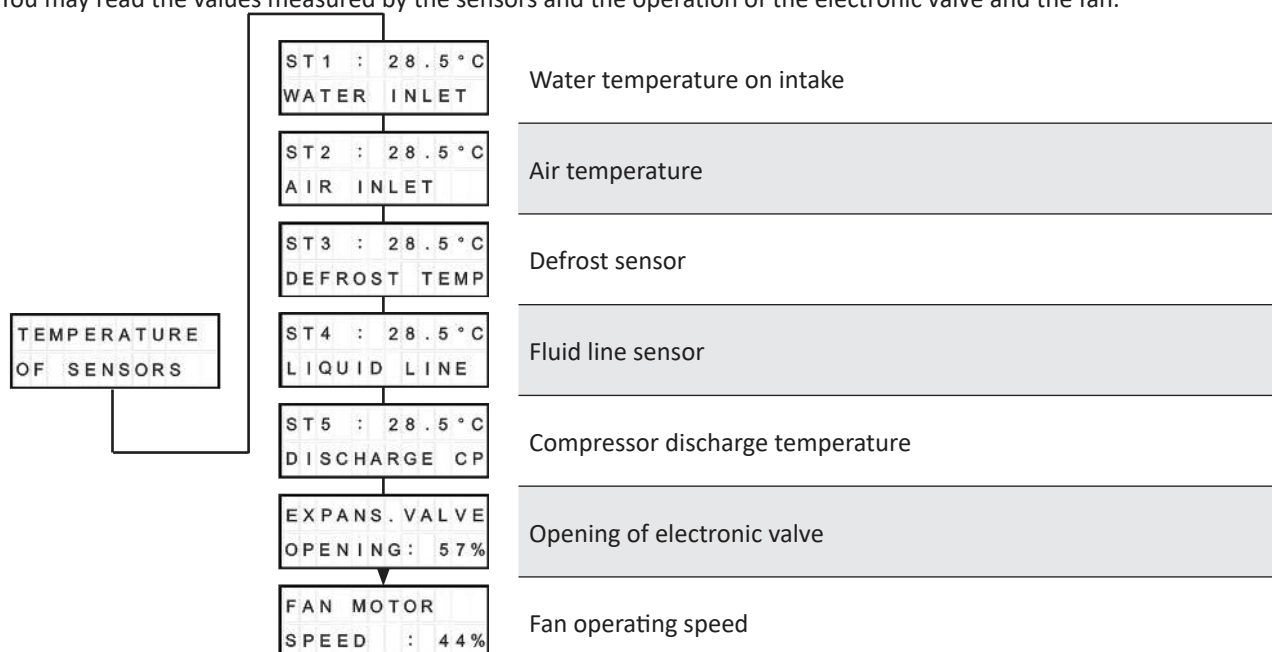 You may read the values measured by the sensors and the operation of the electronic valve and the fan.
ST1 : 28.5°C
WATER INLET
Water temperature on intake
ST2 : 28.5°C
AIR INLET
Air temperature
ST3 : 28.5°C
DEFROST TEMP
Defrost sensor
TEMPERATURE
OF SENSORS
ST4 : 28.5°C
LIQUID LINE
Fluid line sensor
ST5 : 28.5°C
DISCHARGE CP
Compressor discharge temperature
EXPANS.VALVE
OPENING: 57%
Opening of electronic valve
FAN MOTOR
SPEED : 44%
Fan operating speed